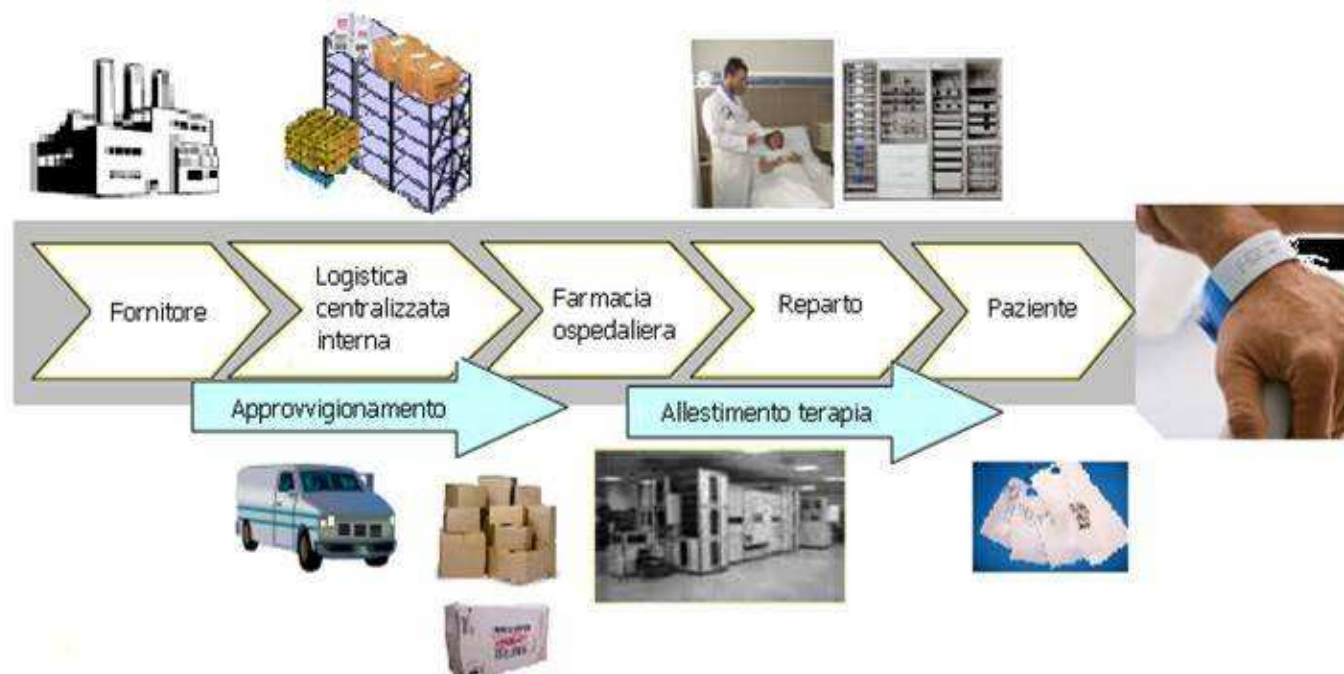 Fornitore
Logistica
centralizzata
interna
Farmacia
ospedaliera
Reparto
Paziente
Approvvigionamento
Allestimento terapia